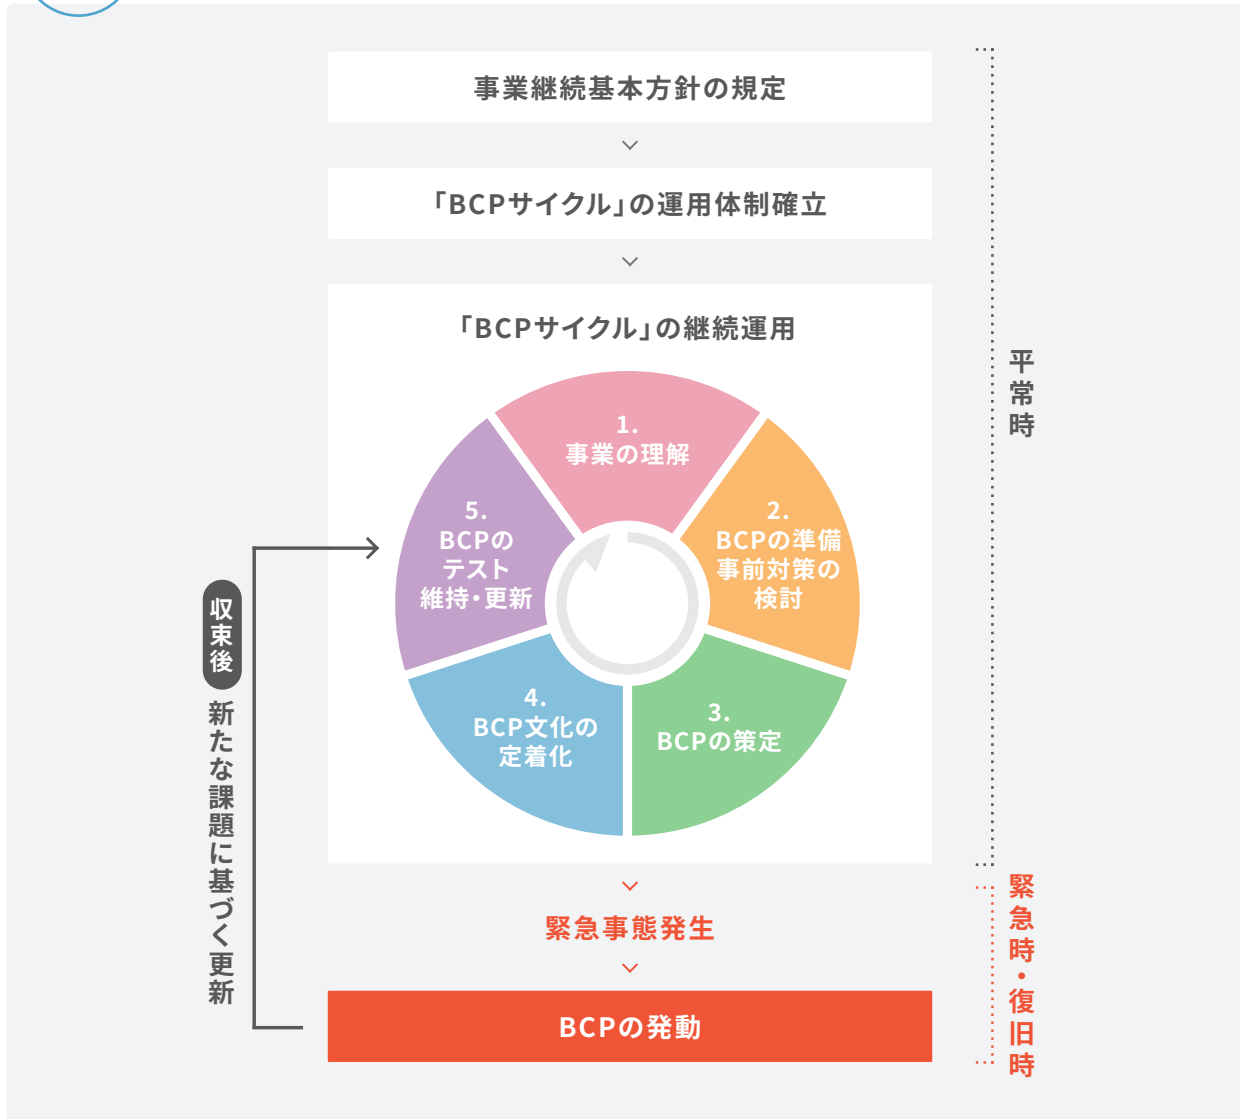 事業継続基本方針の規定
「BCPサイクル」の運用体制確立
「BCPサイクル」の継続運用
1.
事業の理解
2.
BCPの準備
事前対策の
検討
3.
BCPの策定
4.
BCP文化の
定着化
5.
BCPの
テスト
維持・更新
緊急事態発生
BCPの発動
収束後
新たな課題に基づく更新
平常時
緊急時・復旧時